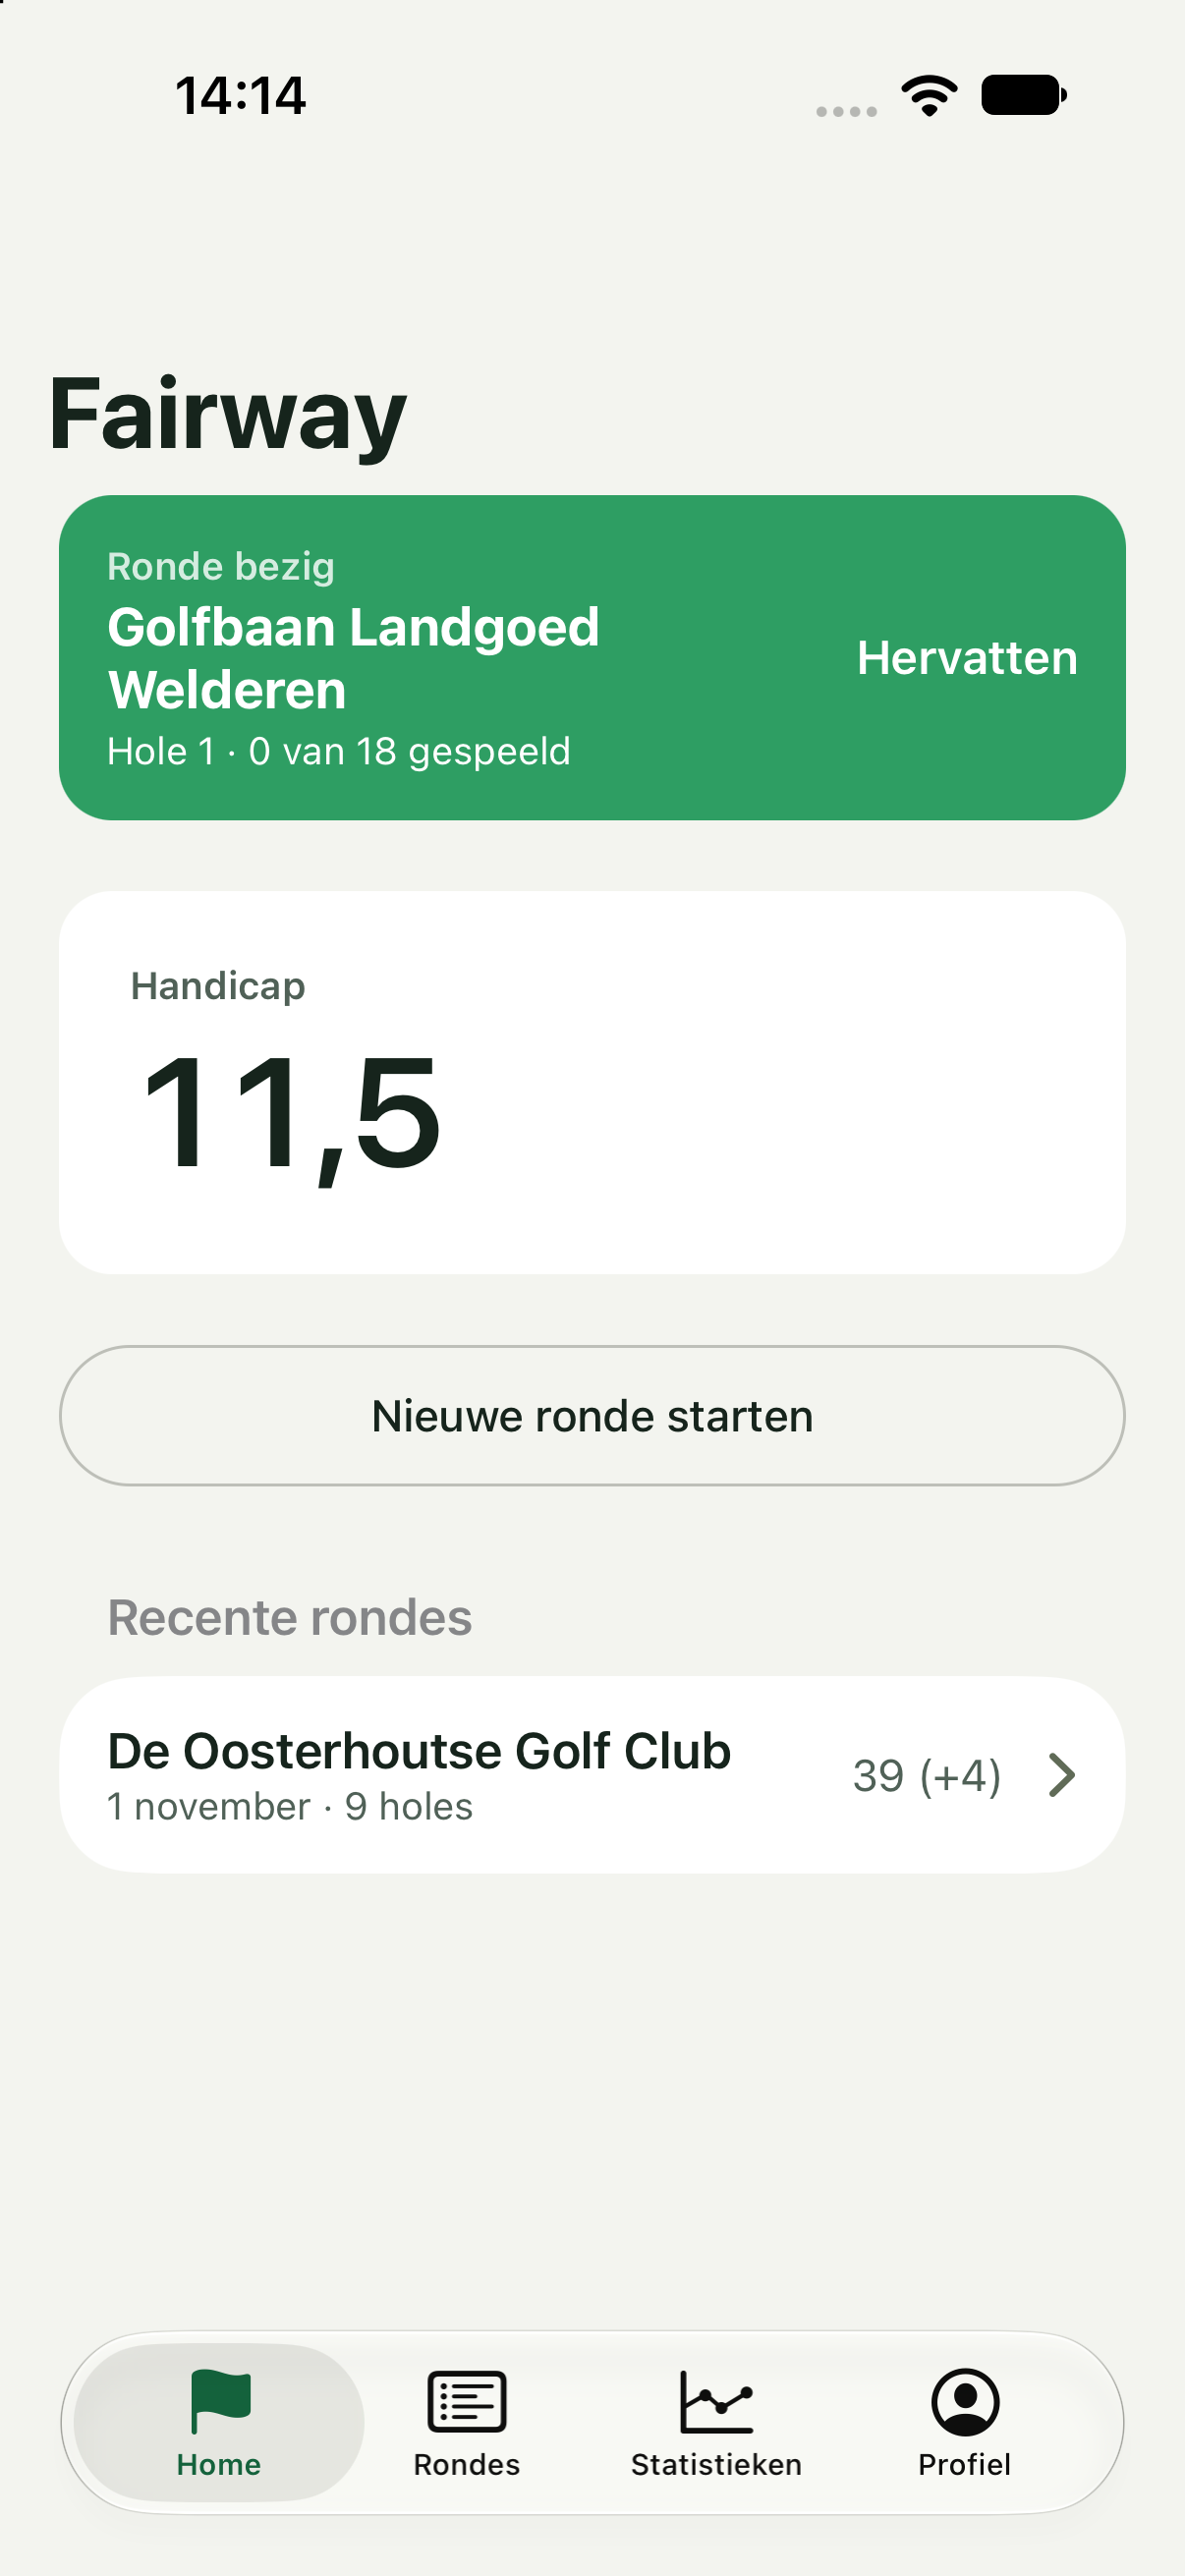 14:14
Fairway
Ronde bezig
Golfbaan Landgoed
Welderen
Hervatten
Hole 1 · 0 van 18 gespeeld
Handicap
11,5
Nieuwe ronde starten
Recente rondes
De Oosterhoutse Golf Club
39 (+4)
1 november · 9 holes
Home
Rondes
Statistieken
Profiel